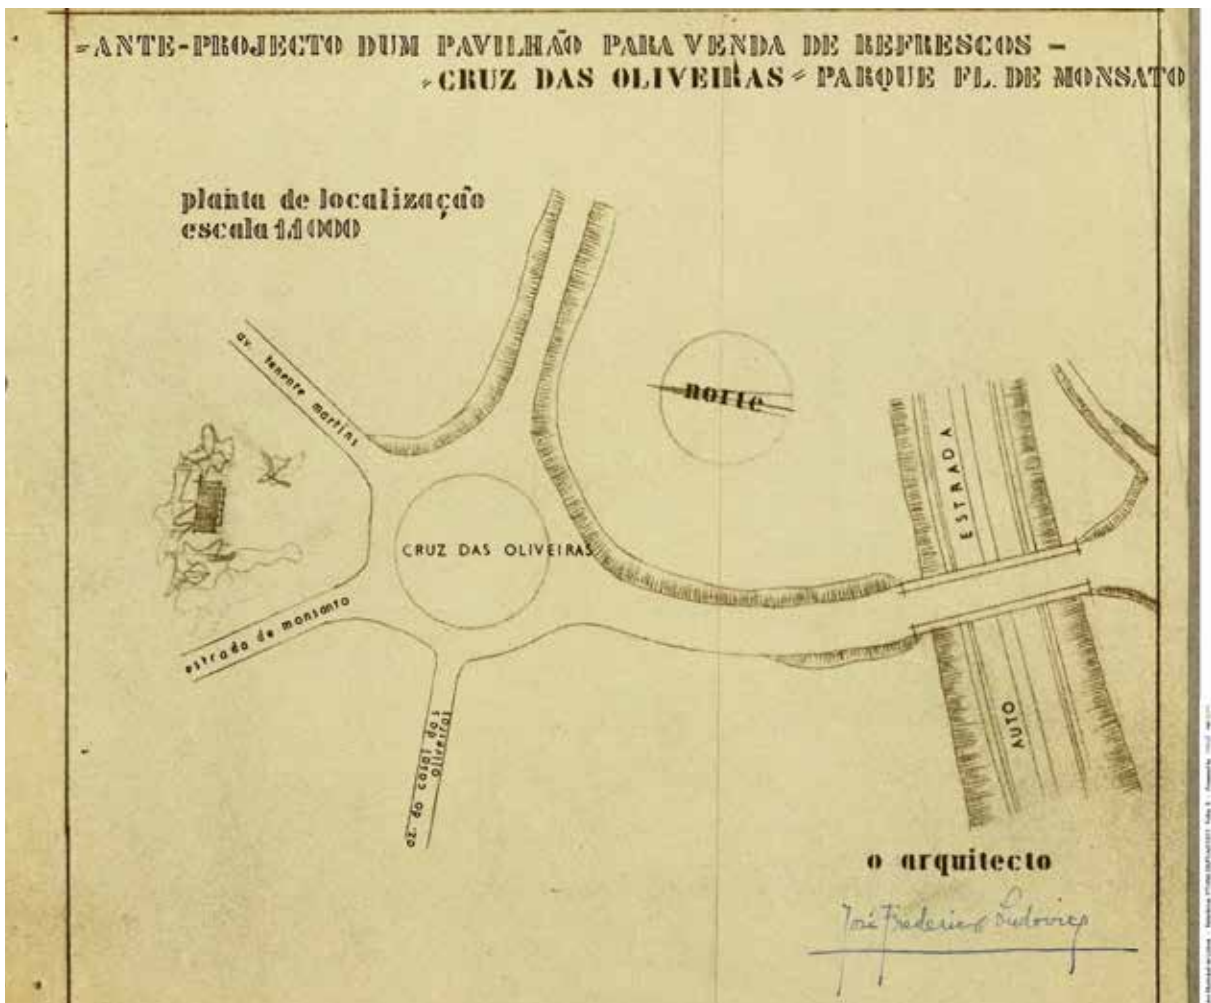 =ANTE-PROJECTO DUM PAVILHÃO PARA VENDA DE REFRESCOS -
=CRUZ DAS OLIVEIRAS= PARQUE FL. DE MONSATO
planta de localização
escala 1.1000
av. tenente martins
norte
ESTRADA
CRUZ DAS OLIVEIRAS
estrada de monsanto
az. do casal das
oliveiras
AUTO
o arquitecto
José Frederico Ludovice